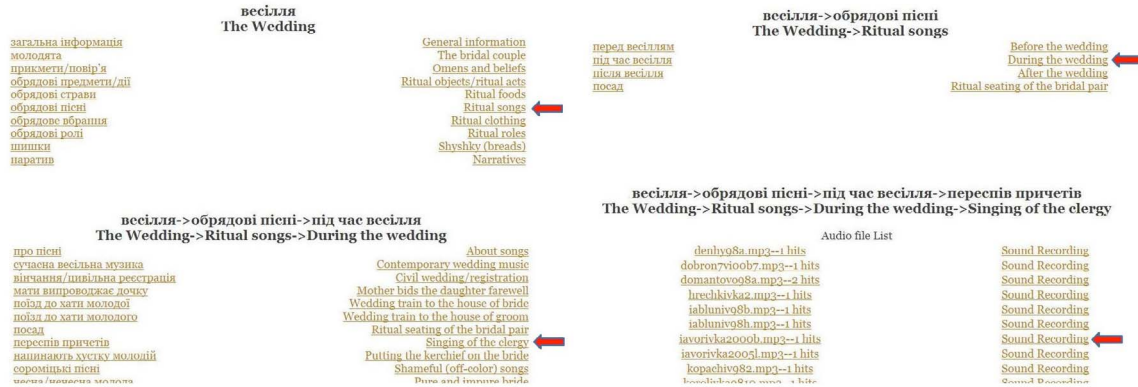 весілля
The Wedding
загальна інформація General information
молодята The bridal couple
прикмети/повір'я Omens and beliefs
обрядові предмети/дії Ritual objects/ritual acts
обрядові страви Ritual foods
обрядові пісні Ritual songs
обрядове вбрання Ritual clothing
обрядові ролі Ritual roles
шишки Shyshky (breads)
наратив Narratives
весілля->обрядові пісні
The Wedding->Ritual songs
перед весіллям Before the wedding
під час весілля During the wedding
після весілля After the wedding
посад Ritual seating of the bridal pair
весілля->обрядові пісні->під час весілля
The Wedding->Ritual songs->During the wedding
про пісні About songs
сучасна весільна музика Contemporary wedding music
вінчання/цивільна реєстрація Civil wedding/registration
мати випроводжає дочку Mother bids the daughter farewell
поїзд до хати молодої Wedding train to the house of bride
поїзд до хати молодого Wedding train to the house of groom
посад Ritual seating of the bridal pair
переспів причетів Singing of the clergy
напинають хустку молодій Putting the kerchief on the bride
сороміцькі пісні Shameful (off-color) songs
чесна/нечесна молода Pure and impure bride
весілля->обрядові пісні->під час весілля->переспів причетів
The Wedding->Ritual songs->During the wedding->Singing of the clergy
Audio file List
denhy98a.mp3--1 hits Sound Recording
dobron7vi00b7.mp3--1 hits Sound Recording
domantovo98a.mp3--2 hits Sound Recording
hrechkivka2.mp3--1 hits Sound Recording
iabluniv98b.mp3--1 hits Sound Recording
iabluniv98h.mp3--1 hits Sound Recording
iavorivka2000b.mp3--1 hits Sound Recording
iavorivka2005l.mp3--1 hits Sound Recording
kopachiv982.mp3--1 hits Sound Recording
Sound Recording